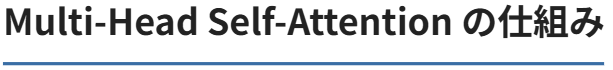 Multi-Head Self-Attention の仕組み